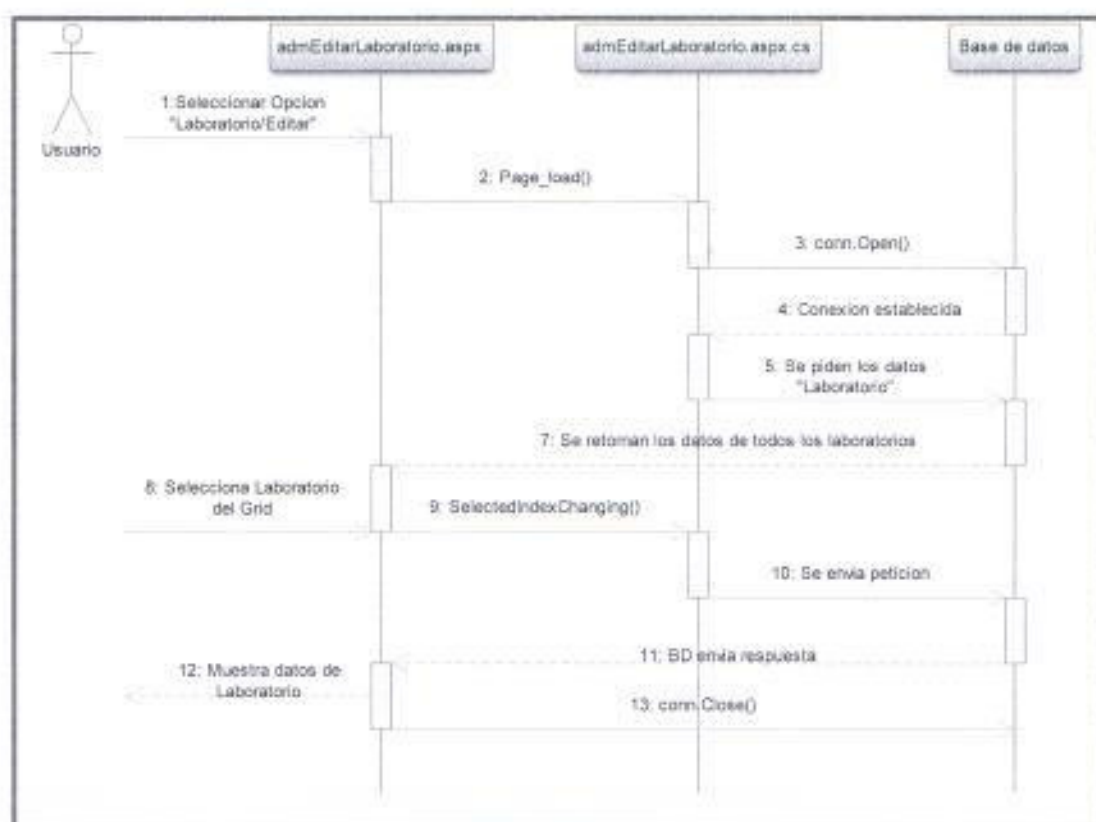 admEditarLaboratorio.aspx
admEditarLaboratorio.aspx.cs
Base de datos
Usuario
1:Seleccionar Opcion
"Laboratorio/Editar"
2: Page_load()
3: conn.Open()
4: Conexion establecida
5: Se piden los datos
"Laboratorio"
7: Se retornan los datos de todos los laboratorios
8: Selecciona Laboratorio
del Grid
9: SelectedIndexChanging()
10: Se envia peticion
11: BD envia respuesta
12: Muestra datos de
Laboratorio
13: conn.Close()